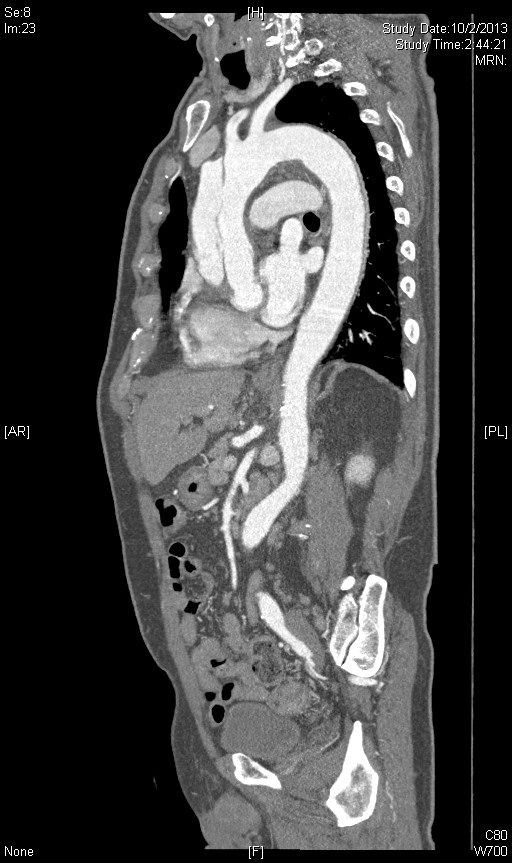 Se:8
Im:23
[H]
Study Date:10/2/2013
Study Time:2:44:21
MRN:
[AR]
[PL]
None
[F]
C80
W700